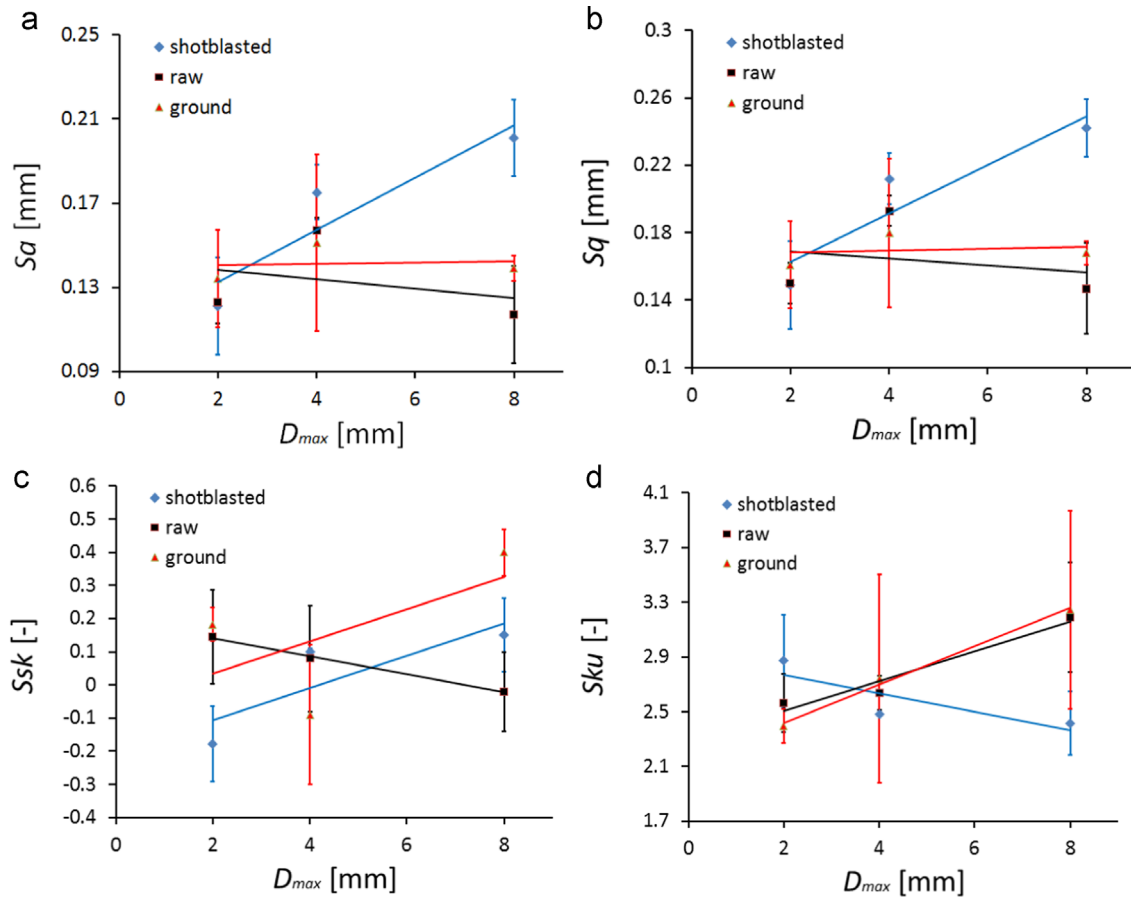 a
0.25
0.21
0.17
0.13
0.09
Sa [mm]
shotblasted
raw
ground
0 2 4 6 8
Dmax [mm]
b
0.3
0.26
0.22
0.18
0.14
0.1
Sq [mm]
shotblasted
raw
ground
0 2 4 6 8
Dmax [mm]
c
0.6
0.5
0.4
0.3
0.2
0.1
0
-0.1
-0.2
-0.3
-0.4
Ssk [-]
shotblasted
raw
ground
0 2 4 6 8
Dmax [mm]
d
4.1
3.7
3.3
2.9
2.5
2.1
1.7
Sku [-]
shotblasted
raw
ground
0 2 4 6 8
Dmax [mm]